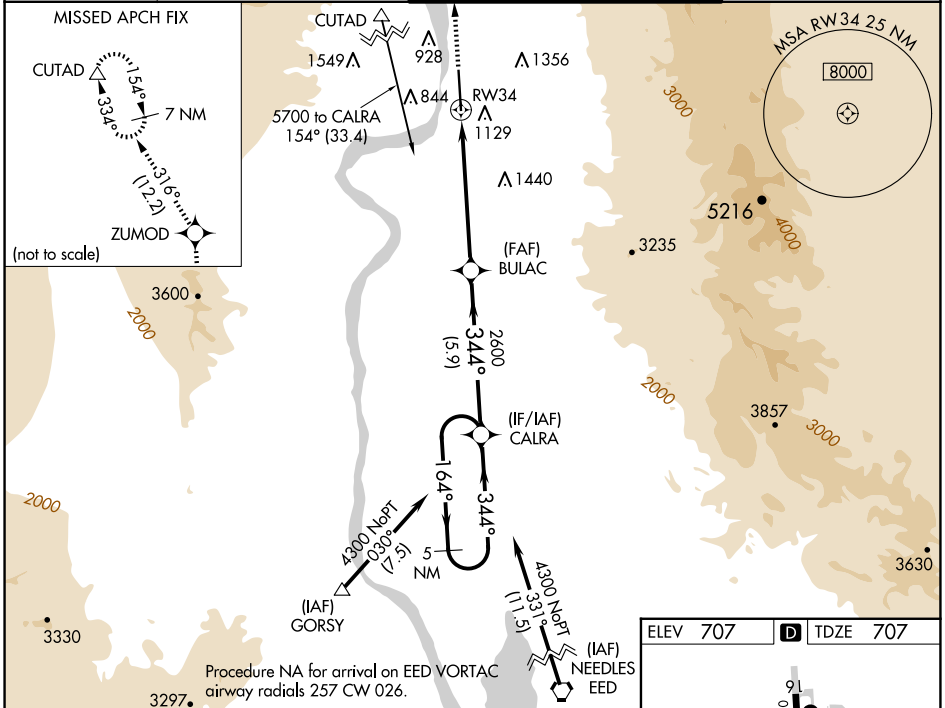 MISSED APCH FIX
CUTAD
154°
334°
7 NM
316°
(12.2)
ZUMOD
(not to scale)
CUTAD
1549
928
844
1356
5700 to CALRA
154° (33.4)
RW34
1129
1440
MSA RW34 25 NM
8000
3000
5216
4000
3235
(FAF)
BULAC
3600
2000
2600
344°
(5.9)
2000
3857
3000
(IF/IAF)
CALRA
164°
344°
2000
4300 NoPT
030°
(7.5)
5
NM
4300 NoPT
331°
(11.5)
3630
(IAF)
GORSY
3330
(IAF)
NEEDLES
EED
Procedure NA for arrival on EED VORTAC
airway radials 257 CW 026.
3297
ELEV 707 D TDZE 707
16